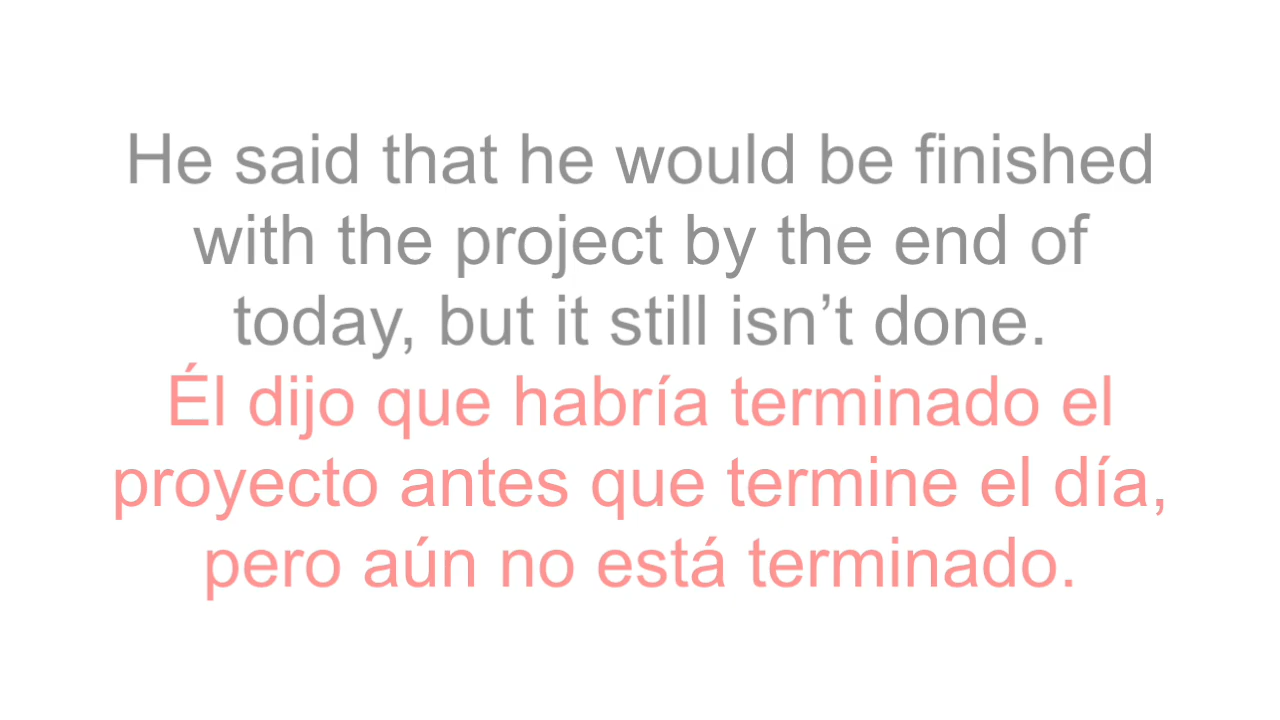 He said that he would be finished
with the project by the end of
today, but it still isn’t done.
Él dijo que habría terminado el
proyecto antes que termine el día,
pero aún no está terminado.